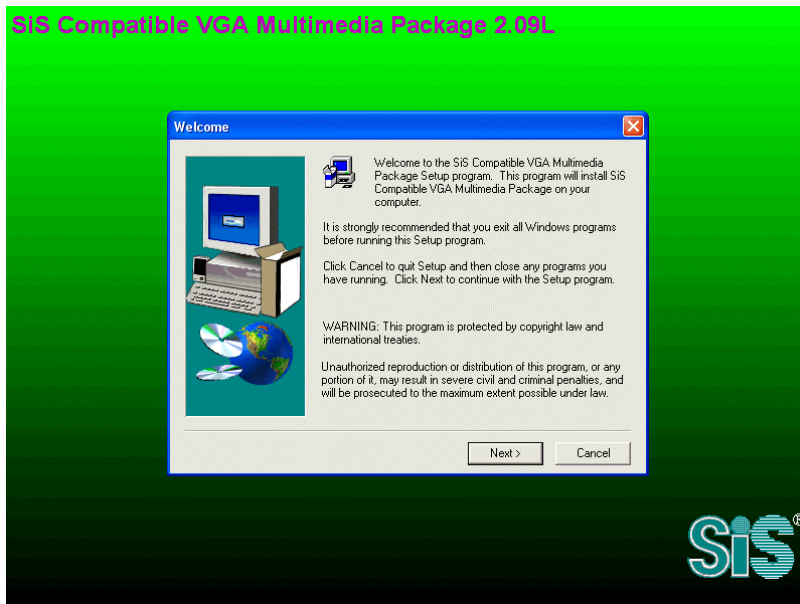 SiS Compatible VGA Multimedia Package 2.09L
Welcome
Welcome to the SiS Compatible VGA Multimedia
Package Setup program. This program will install SiS
Compatible VGA Multimedia Package on your
computer.
It is strongly recommended that you exit all Windows programs
before running this Setup program.
Click Cancel to quit Setup and then close any programs you
have running. Click Next to continue with the Setup program.
WARNING: This program is protected by copyright law and
international treaties.
Unauthorized reproduction or distribution of this program, or any
portion of it, may result in severe civil and criminal penalties, and
will be prosecuted to the maximum extent possible under law.
Next >
Cancel
SiS®